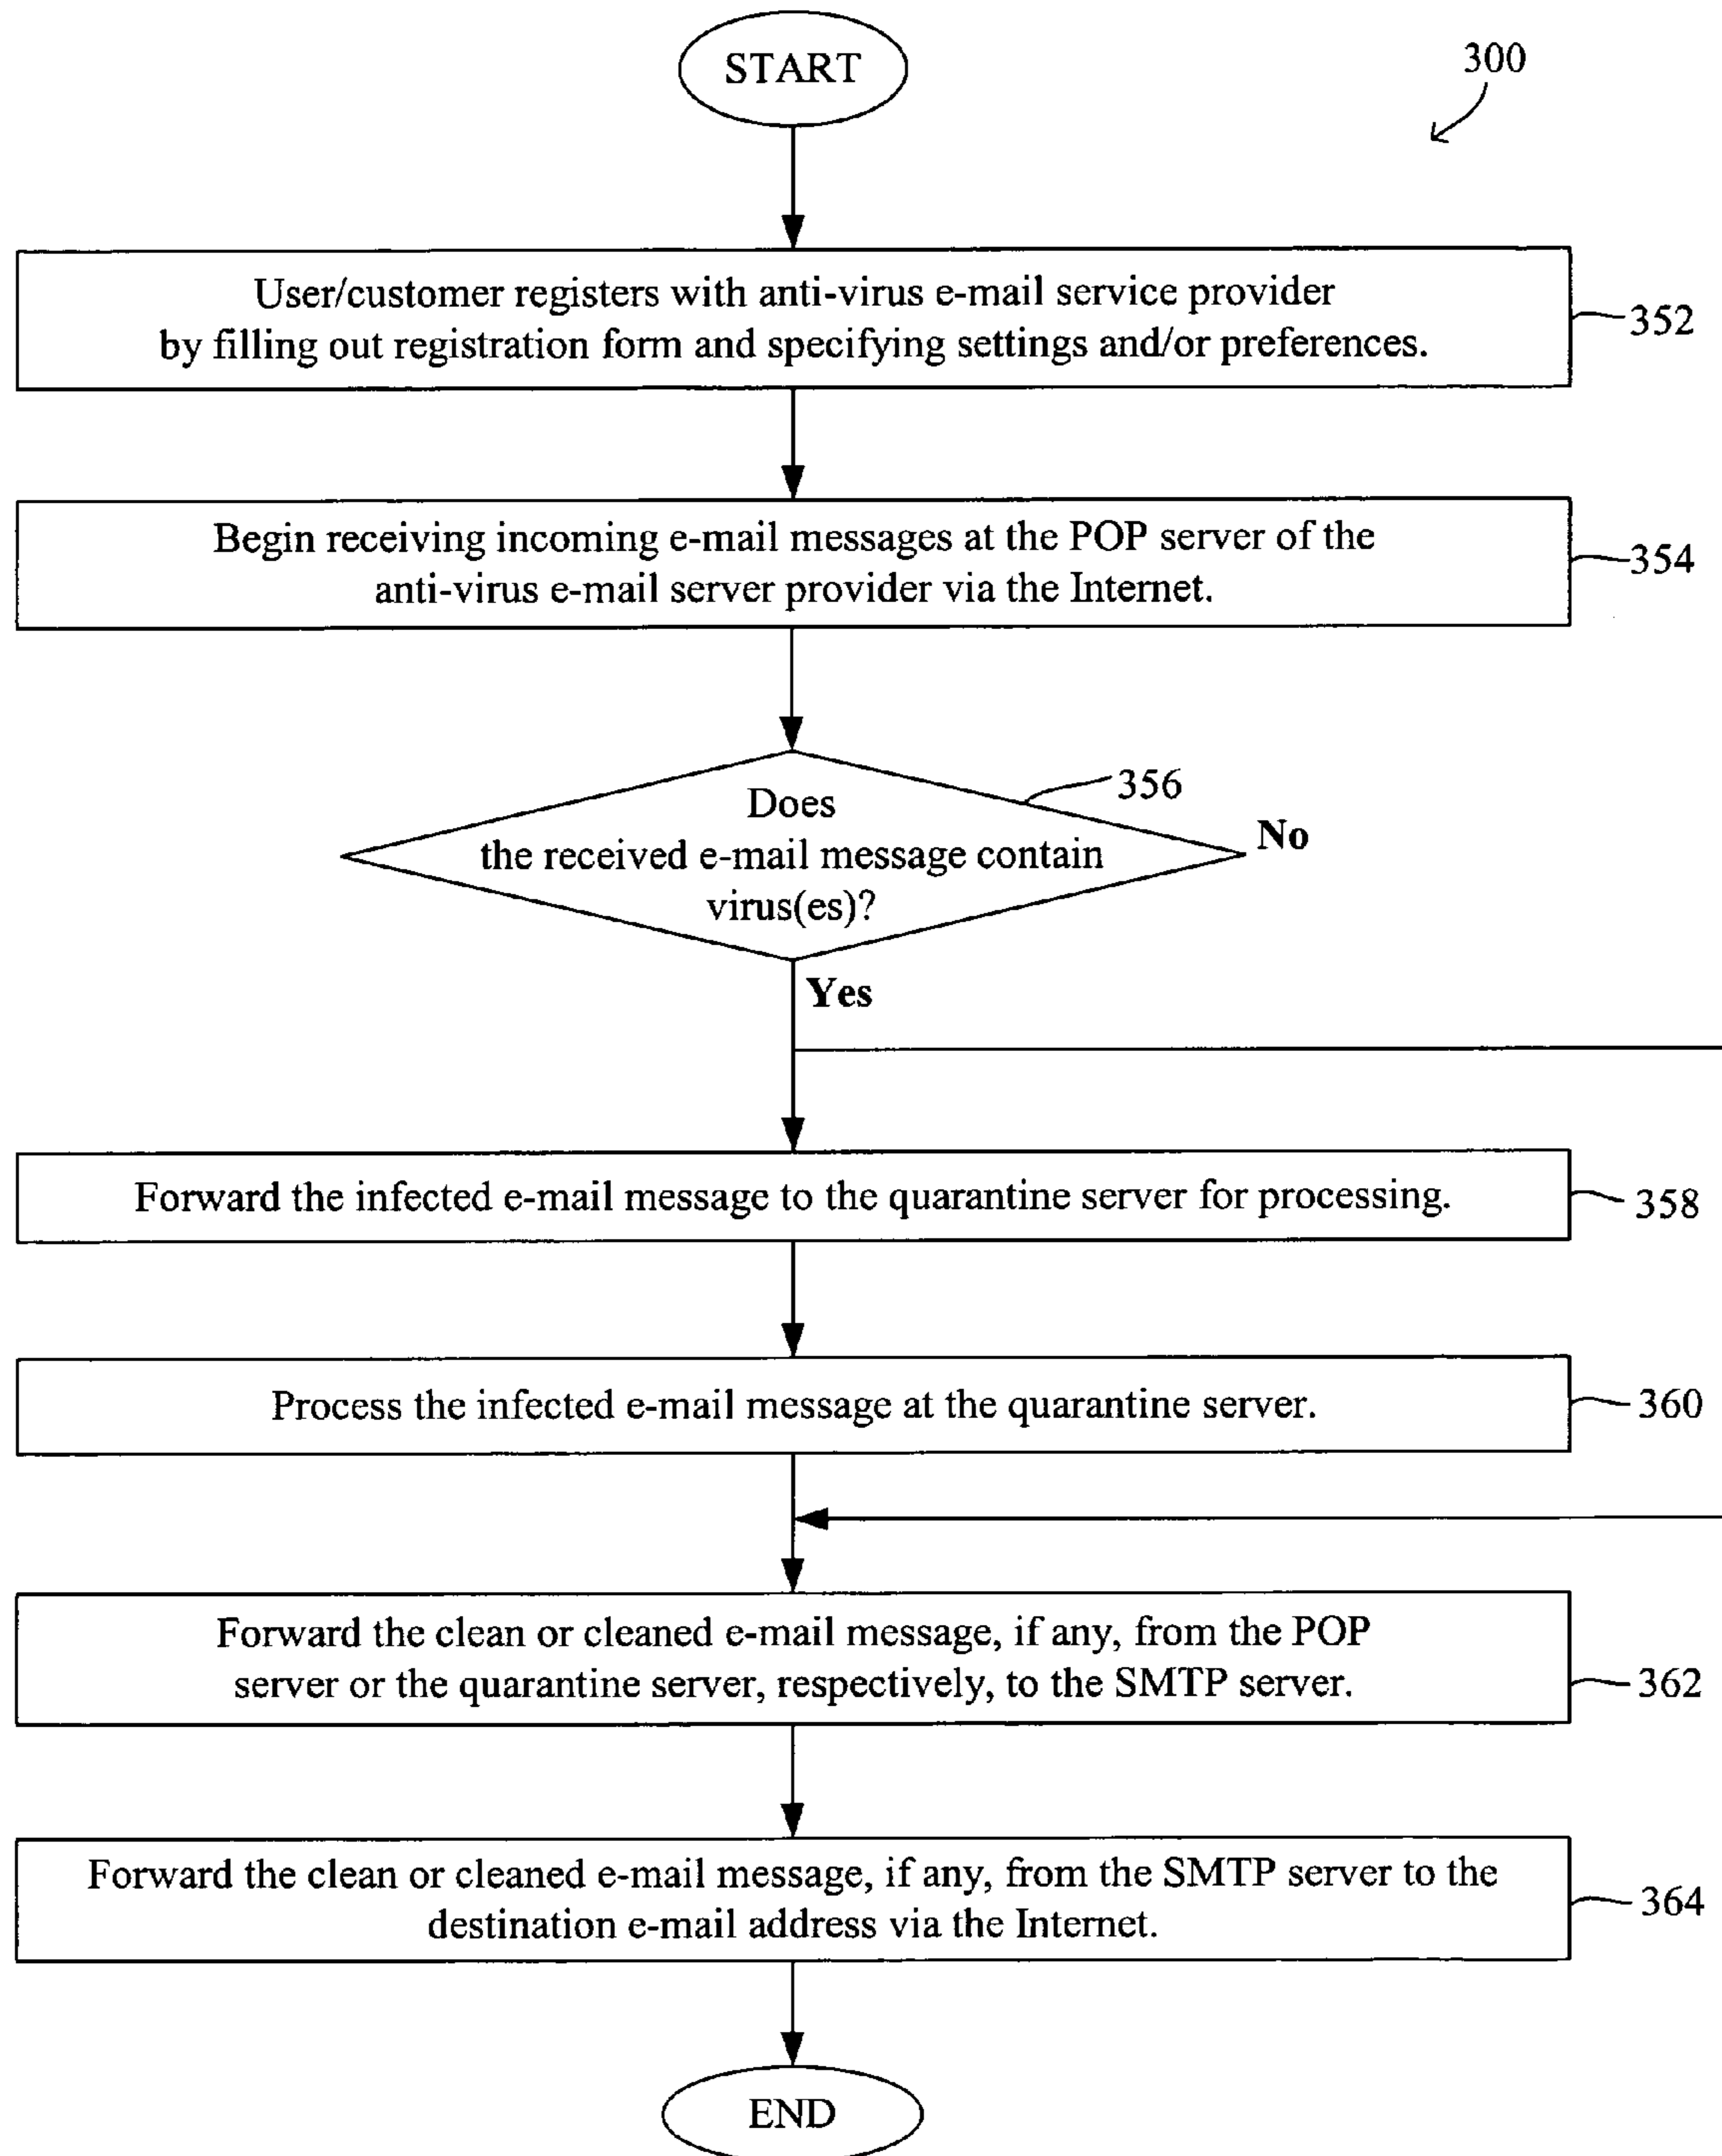 START
300
User/customer registers with anti-virus e-mail service provider
by filling out registration form and specifying settings and/or preferences.
352
Begin receiving incoming e-mail messages at the POP server of the
anti-virus e-mail server provider via the Internet.
354
356
Does
the received e-mail message contain
virus(es)?
No
Yes
Forward the infected e-mail message to the quarantine server for processing.
358
Process the infected e-mail message at the quarantine server.
360
Forward the clean or cleaned e-mail message, if any, from the POP
server or the quarantine server, respectively, to the SMTP server.
362
Forward the clean or cleaned e-mail message, if any, from the SMTP server to the
destination e-mail address via the Internet.
364
END